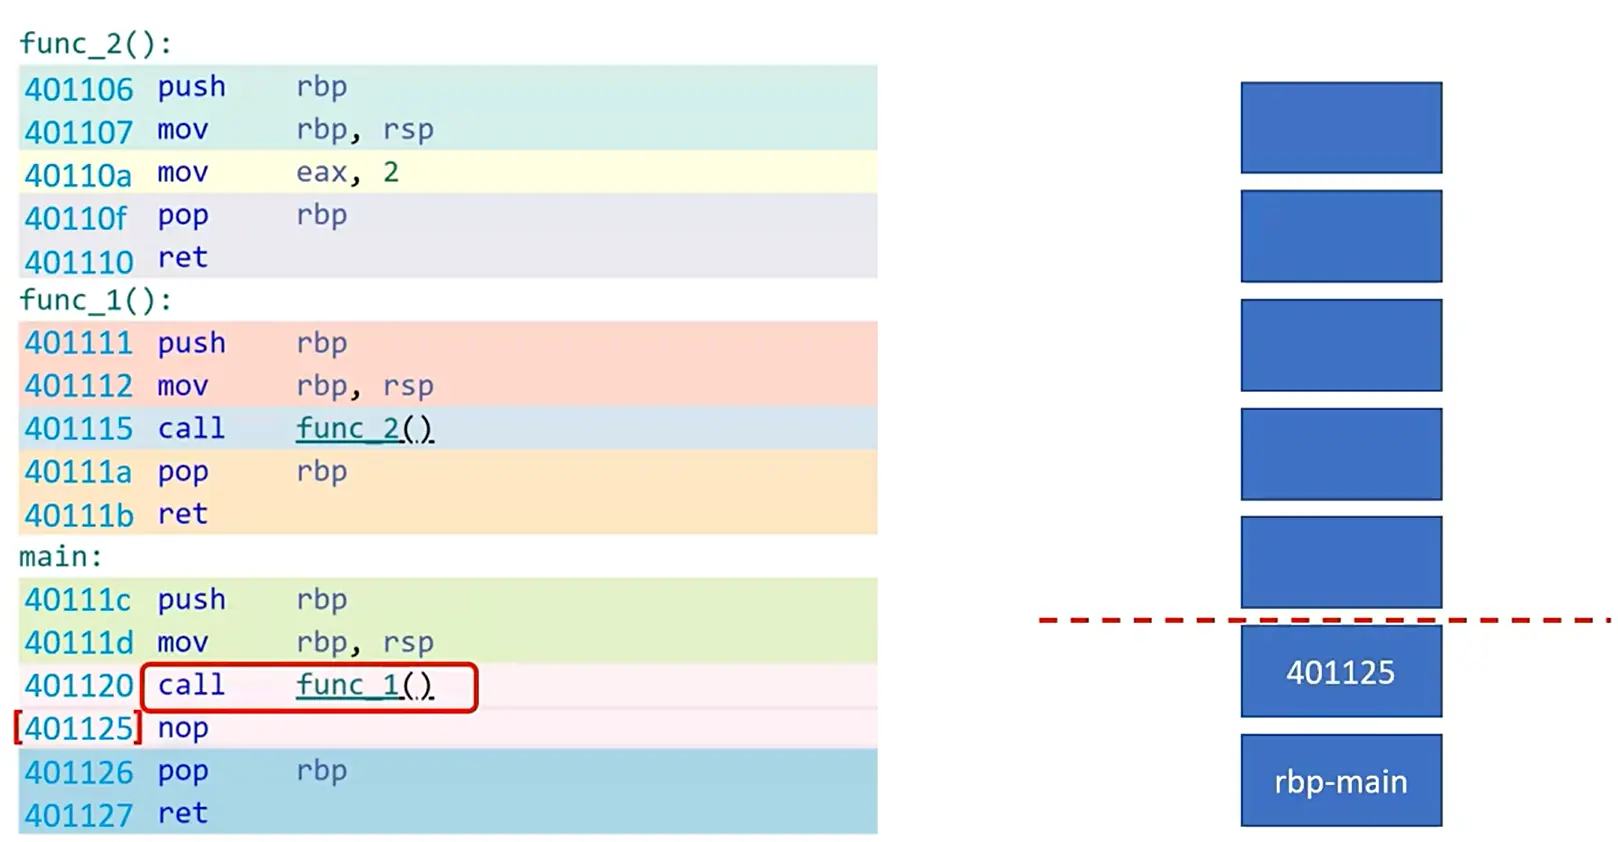 func_2():
401106 push rbp
401107 mov rbp, rsp
40110a mov eax, 2
40110f pop rbp
401110 ret
func_1():
401111 push rbp
401112 mov rbp, rsp
401115 call func_2()
40111a pop rbp
40111b ret
main:
40111c push rbp
40111d mov rbp, rsp
401120 call func_1()
[401125] nop
401126 pop rbp
401127 ret
401125
rbp-main